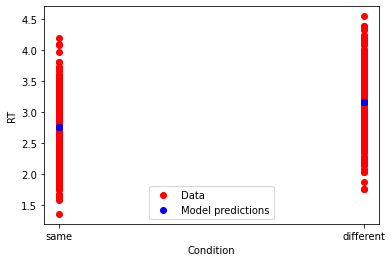 4.5
4.0
3.5
3.0
2.5
2.0
1.5
RT
Data
Model predictions
same
different
Condition